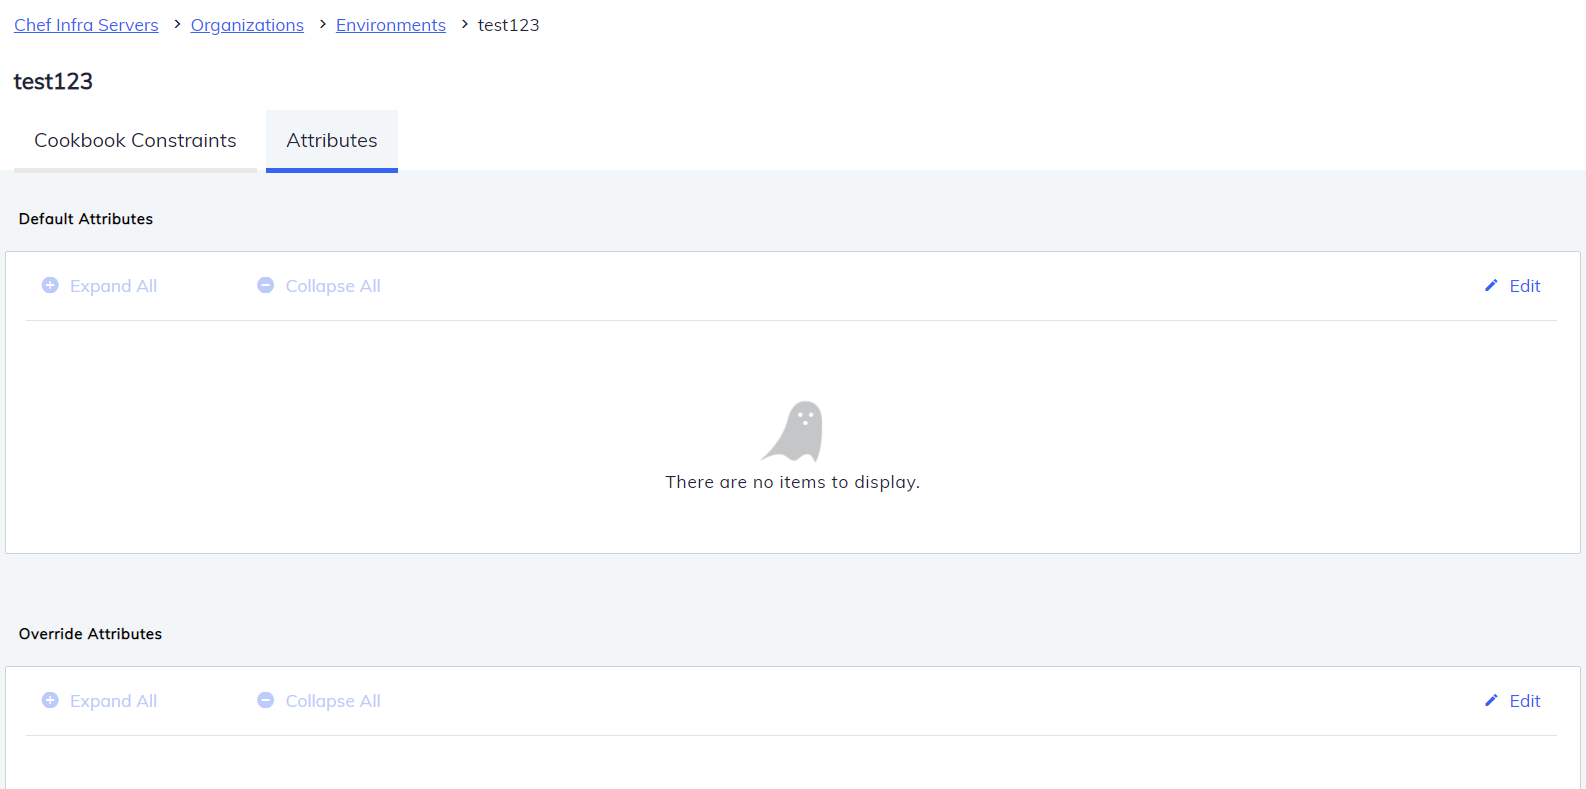 Chef Infra Servers > Organizations > Environments > test123
test123
Cookbook Constraints Attributes
Default Attributes
Expand All Collapse All Edit
There are no items to display.
Override Attributes
Expand All Collapse All Edit